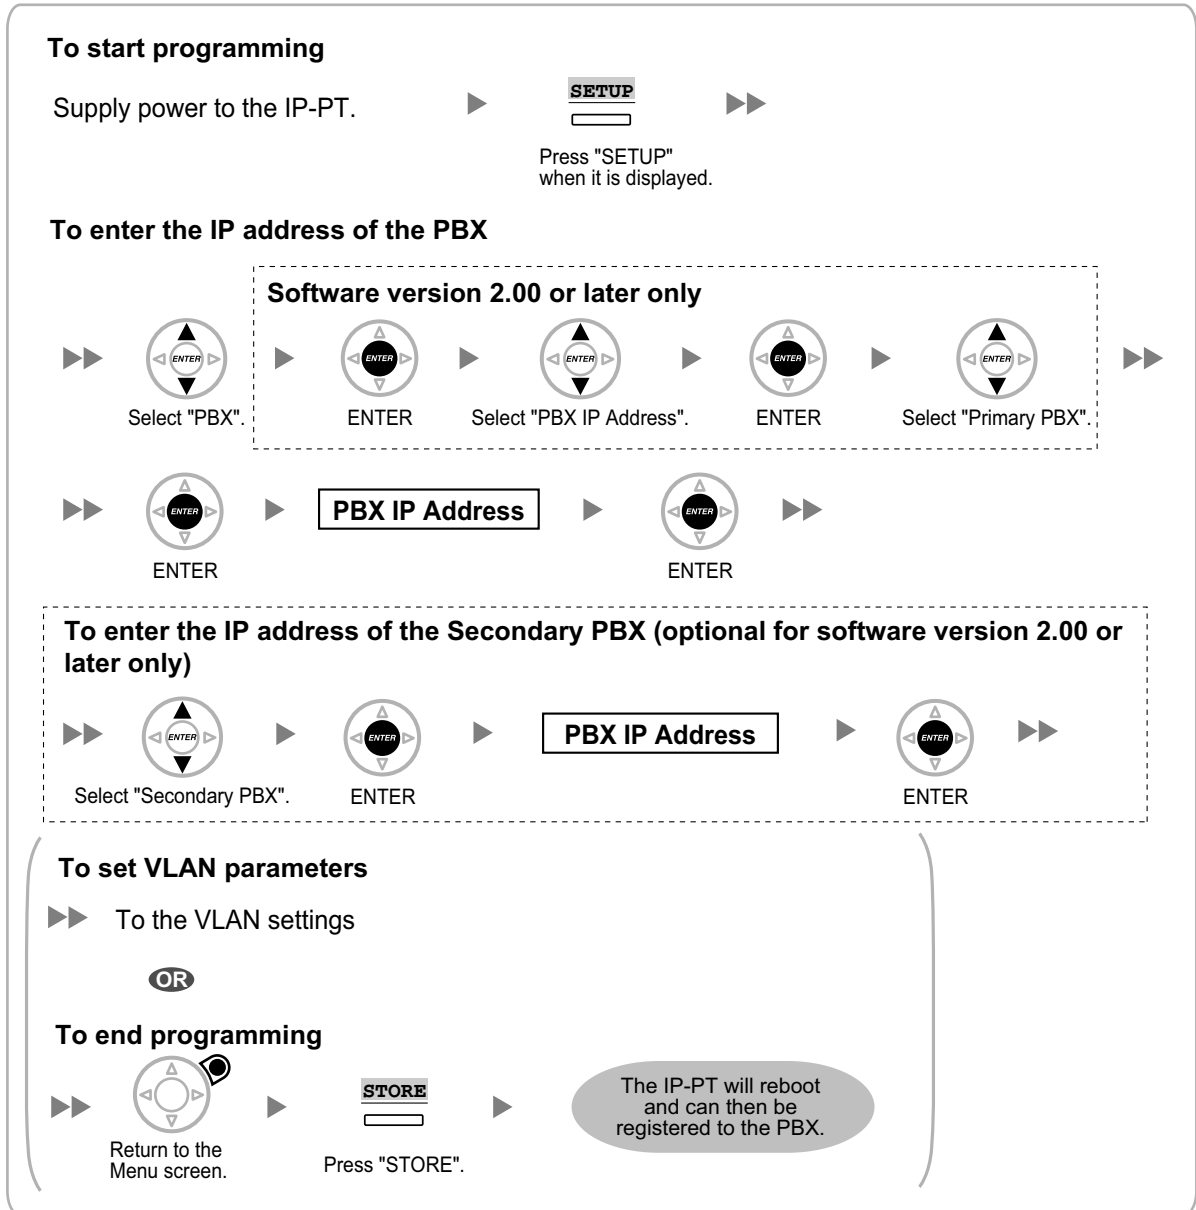 To start programming
Supply power to the IP-PT.
SETUP
Press "SETUP"
when it is displayed.
To enter the IP address of the PBX
Software version 2.00 or later only
ENTER
ENTER
ENTER
ENTER
ENTER
Select "PBX".
ENTER
Select "PBX IP Address".
ENTER
Select "Primary PBX".
ENTER
PBX IP Address
ENTER
ENTER
ENTER
To enter the IP address of the Secondary PBX (optional for software version 2.00 or
later only)
ENTER
ENTER
PBX IP Address
ENTER
Select "Secondary PBX".
ENTER
ENTER
To set VLAN parameters
To the VLAN settings
OR
To end programming
Return to the
Menu screen.
STORE
Press "STORE".
The IP-PT will reboot
and can then be
registered to the PBX.